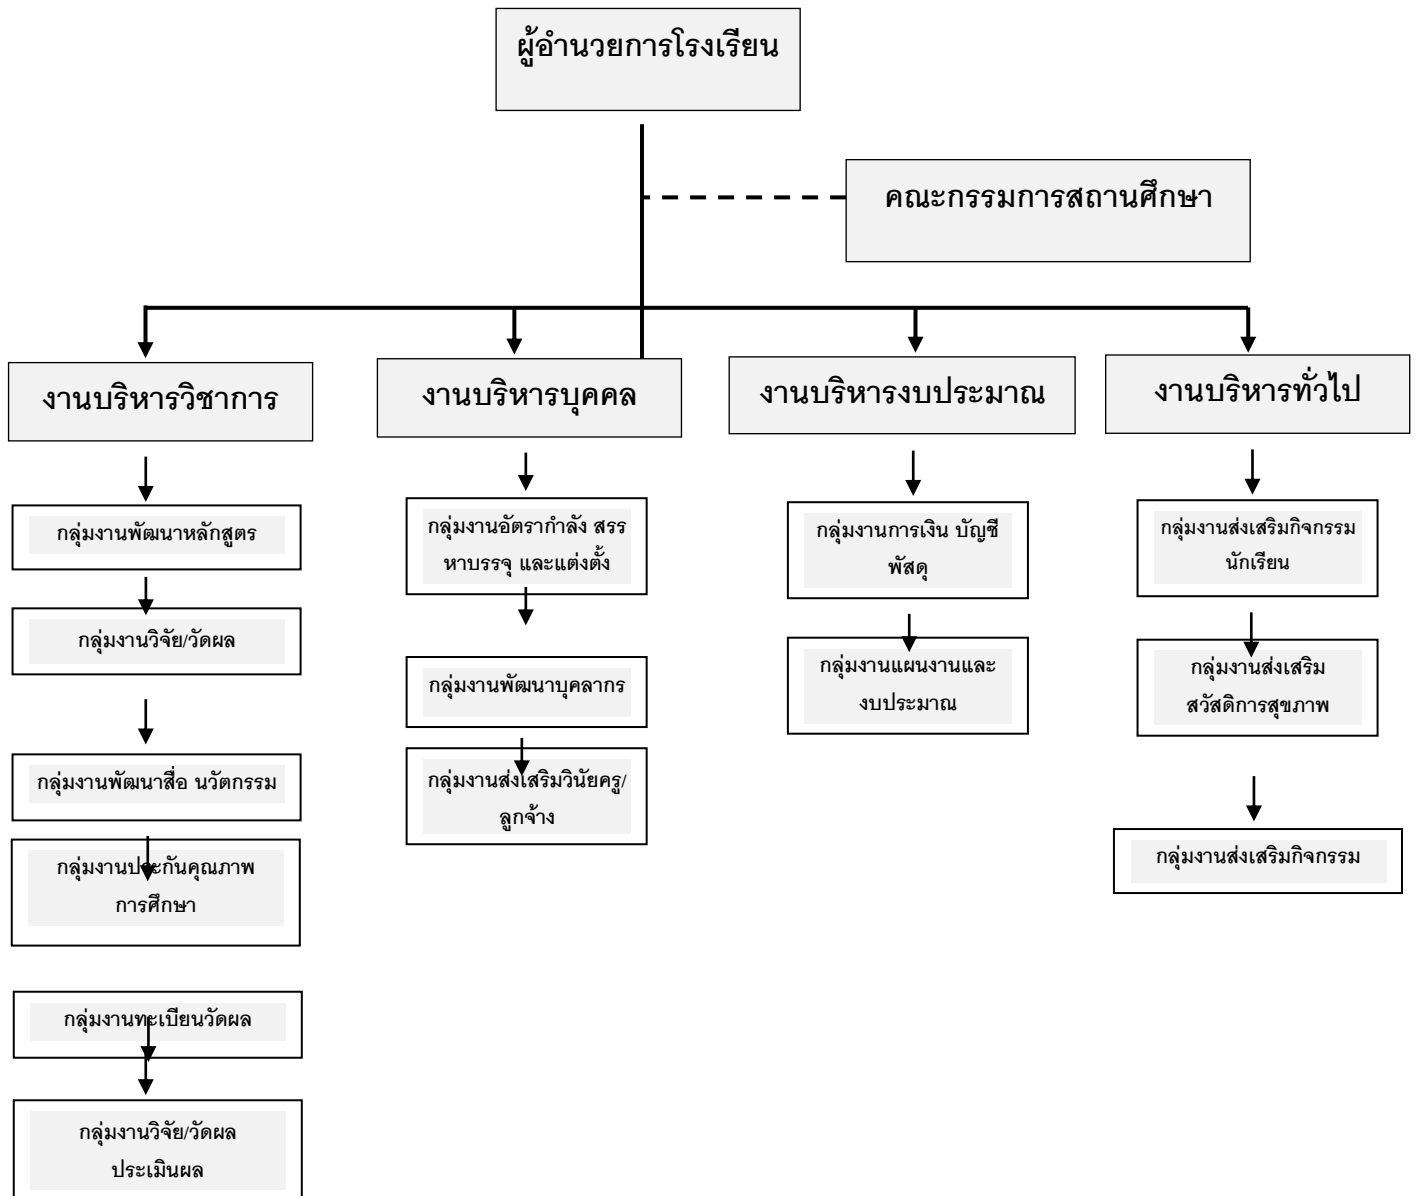 ผู้อำนวยการโรงเรียน
คณะกรรมการสถานศึกษา
งานบริหารวิชาการ
งานบริหารบุคคล
งานบริหารงบประมาณ
งานบริหารทั่วไป
กลุ่มงานพัฒนาหลักสูตร
กลุ่มงานวิจัย/วัดผล
กลุ่มงานพัฒนาสื่อ นวัตกรรม
กลุ่มงานประกันคุณภาพ
การศึกษา
กลุ่มงานทะเบียนวัดผล
กลุ่มงานวิจัย/วัดผล
ประเมินผล
กลุ่มงานอัตรากำลัง สรร
หาบรรจุ และแต่งตั้ง
กลุ่มงานพัฒนาบุคลากร
กลุ่มงานส่งเสริมวินัยครู/
ลูกจ้าง
กลุ่มงานการเงิน บัญชี
พัสดุ
กลุ่มงานแผนงานและ
งบประมาณ
กลุ่มงานส่งเสริมกิจกรรม
นักเรียน
กลุ่มงานส่งเสริม
สวัสดิการสุขภาพ
กลุ่มงานส่งเสริมกิจกรรม